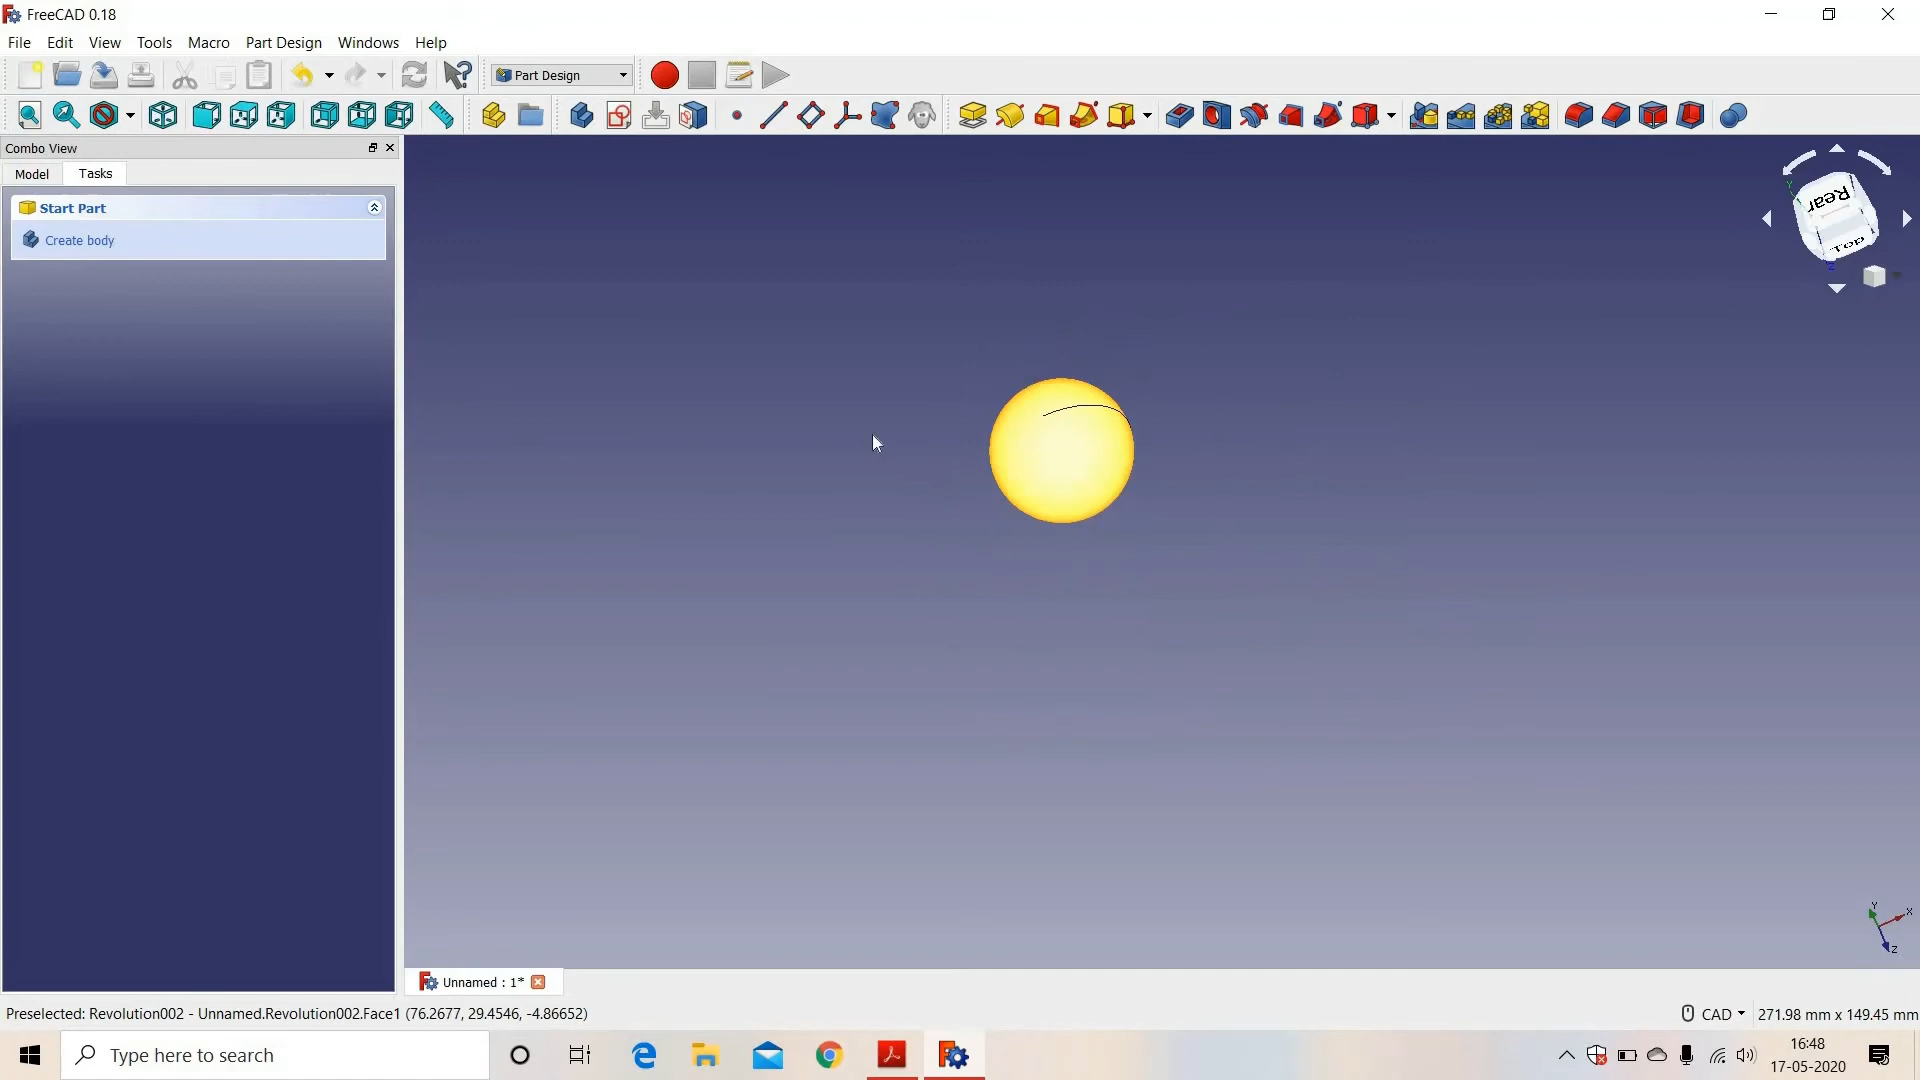 FreeCAD 0.18
File Edit View Tools Macro Part Design Windows Help
Part Design
Combo View
Model Tasks
Start Part
Create body
Rear
Top
Y
Z
Y
X
Z
Unnamed : 1*
Preselected: Revolution002 - Unnamed.Revolution002.Face1 (76.2677, 29.4546, -4.86652)
CAD 271.98 mm x 149.45 mm
Type here to search
16:48
17-05-2020